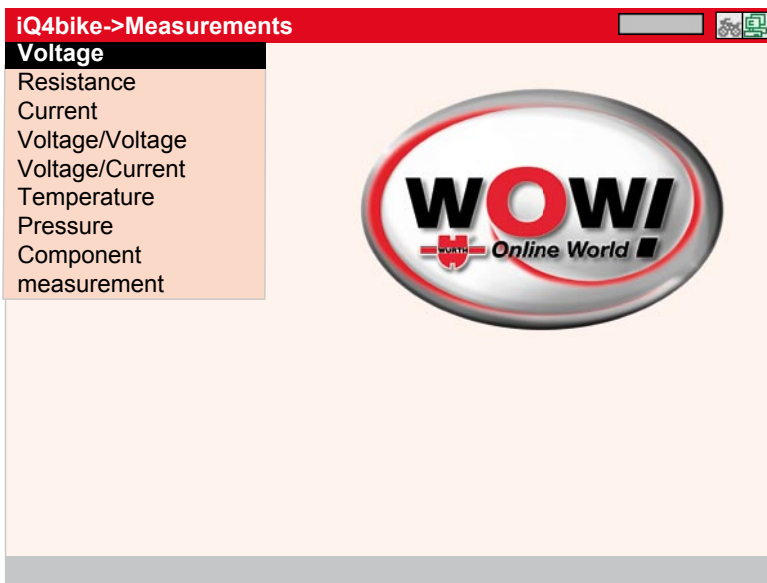 iQ4bike->Measurements
Voltage
Resistance
Current
Voltage/Voltage
Voltage/Current
Temperature
Pressure
Component
measurement
WOW!
WÜRTH Online World